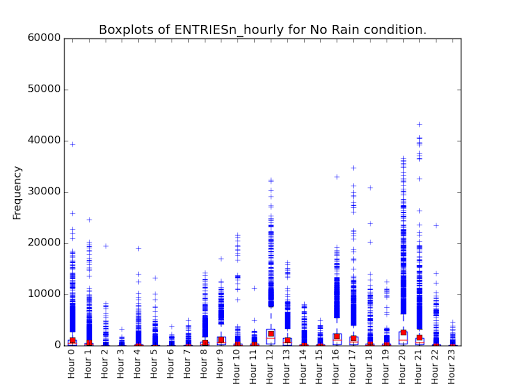 Boxplots of ENTRIESn_hourly for No Rain condition.
60000
50000
40000
30000
20000
10000
0
Frequency
Hour 0
Hour 1
Hour 2
Hour 3
Hour 4
Hour 5
Hour 6
Hour 7
Hour 8
Hour 9
Hour 10
Hour 11
Hour 12
Hour 13
Hour 14
Hour 15
Hour 16
Hour 17
Hour 18
Hour 19
Hour 20
Hour 21
Hour 22
Hour 23